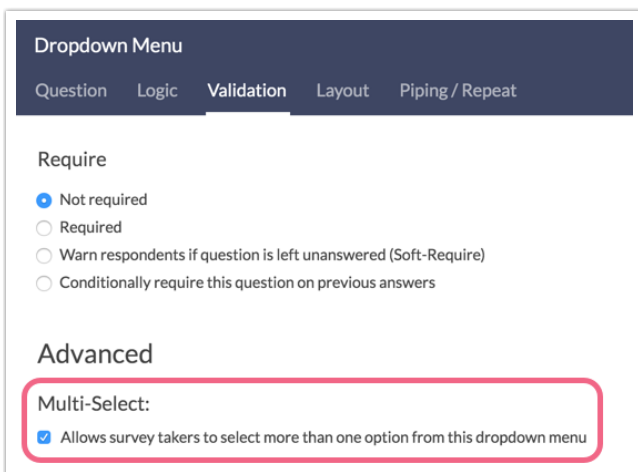 Dropdown Menu
Question Logic Validation Layout Piping / Repeat
Require
Not required
Required
Warn respondents if question is left unanswered (Soft-Require)
Conditionally require this question on previous answers
Advanced
Multi-Select:
Allows survey takers to select more than one option from this dropdown menu